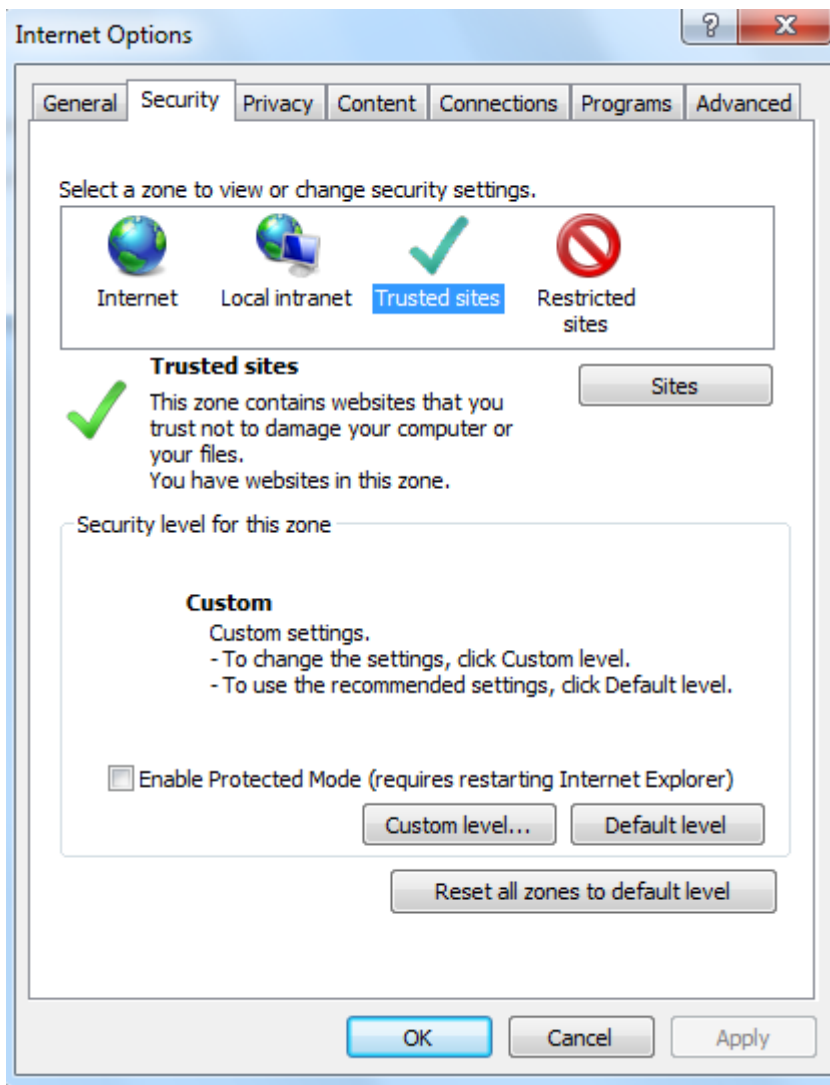 Internet Options
?
X
General Security Privacy Content Connections Programs Advanced
Select a zone to view or change security settings.
Internet Local intranet Trusted sites Restricted
sites
Trusted sites
Sites
This zone contains websites that you
trust not to damage your computer or
your files.
You have websites in this zone.
Security level for this zone
Custom
Custom settings.
- To change the settings, click Custom level.
- To use the recommended settings, click Default level.
Enable Protected Mode (requires restarting Internet Explorer)
Custom level... Default level
Reset all zones to default level
OK Cancel Apply